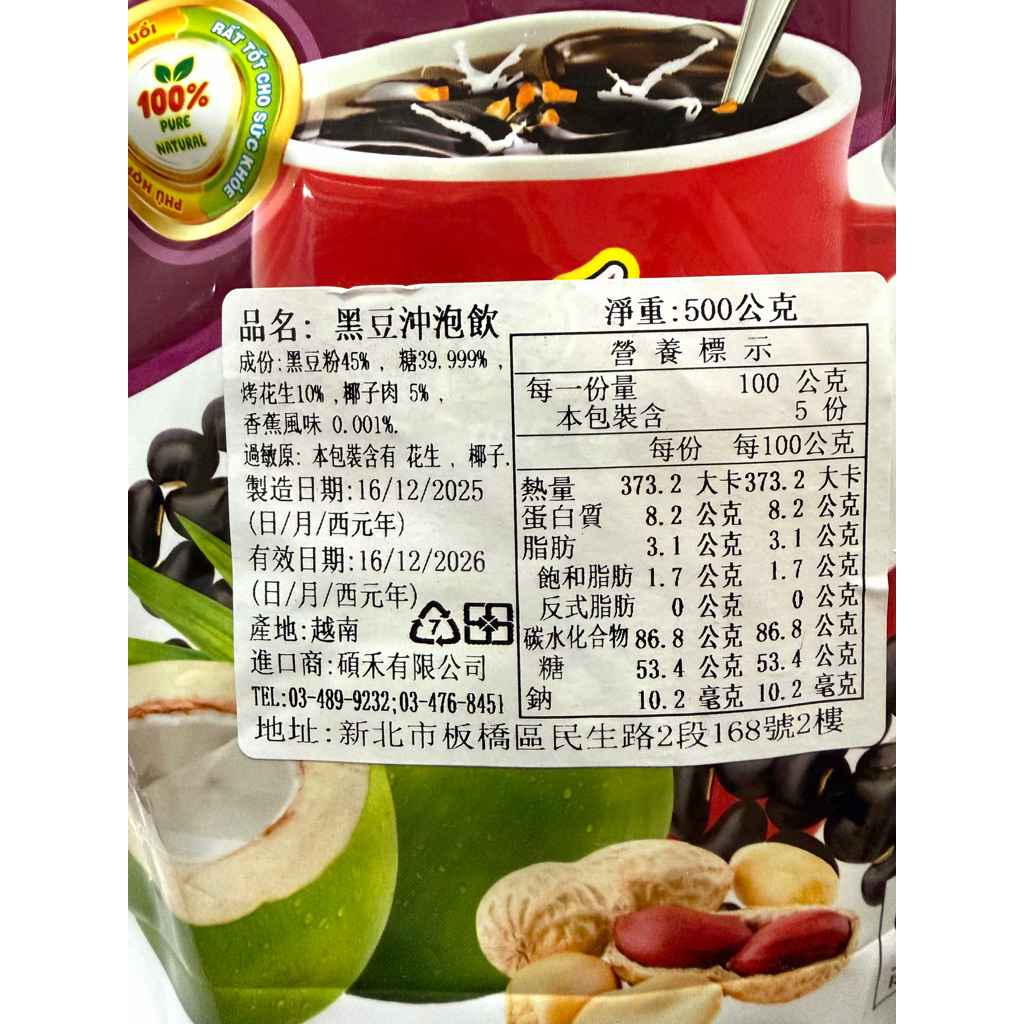 UỔI
RẤT TỐT CHO SỨC KHỎE
100%
PURE
NATURAL
PHÙ HỢP
品名: 黑豆沖泡飲
淨重:500公克
成份:黑豆粉45% , 糖39.999% ,
烤花生10% ,椰子肉 5% ,
香蕉風味 0.001%.
過敏原: 本包裝含有 花生 , 椰子.
製造日期:16/12/2025
(日/月/西元年)
有效日期:16/12/2026
(日/月/西元年)
產地:越南
7
進口商:碩禾有限公司
TEL:03-489-9232;03-476-8451
地址:新北市板橋區民生路2段168號2樓
營 養 標 示
每一份量 100 公克
本包裝含 5 份
每份 每100公克
熱量 373.2 大卡 373.2 大卡
蛋白質 8.2 公克 8.2 公克
脂肪 3.1 公克 3.1 公克
飽和脂肪 1.7 公克 1.7 公克
反式脂肪 0 公克 0 公克
碳水化合物 86.8 公克 86.8 公克
糖 53.4 公克 53.4 公克
鈉 10.2 毫克 10.2 毫克